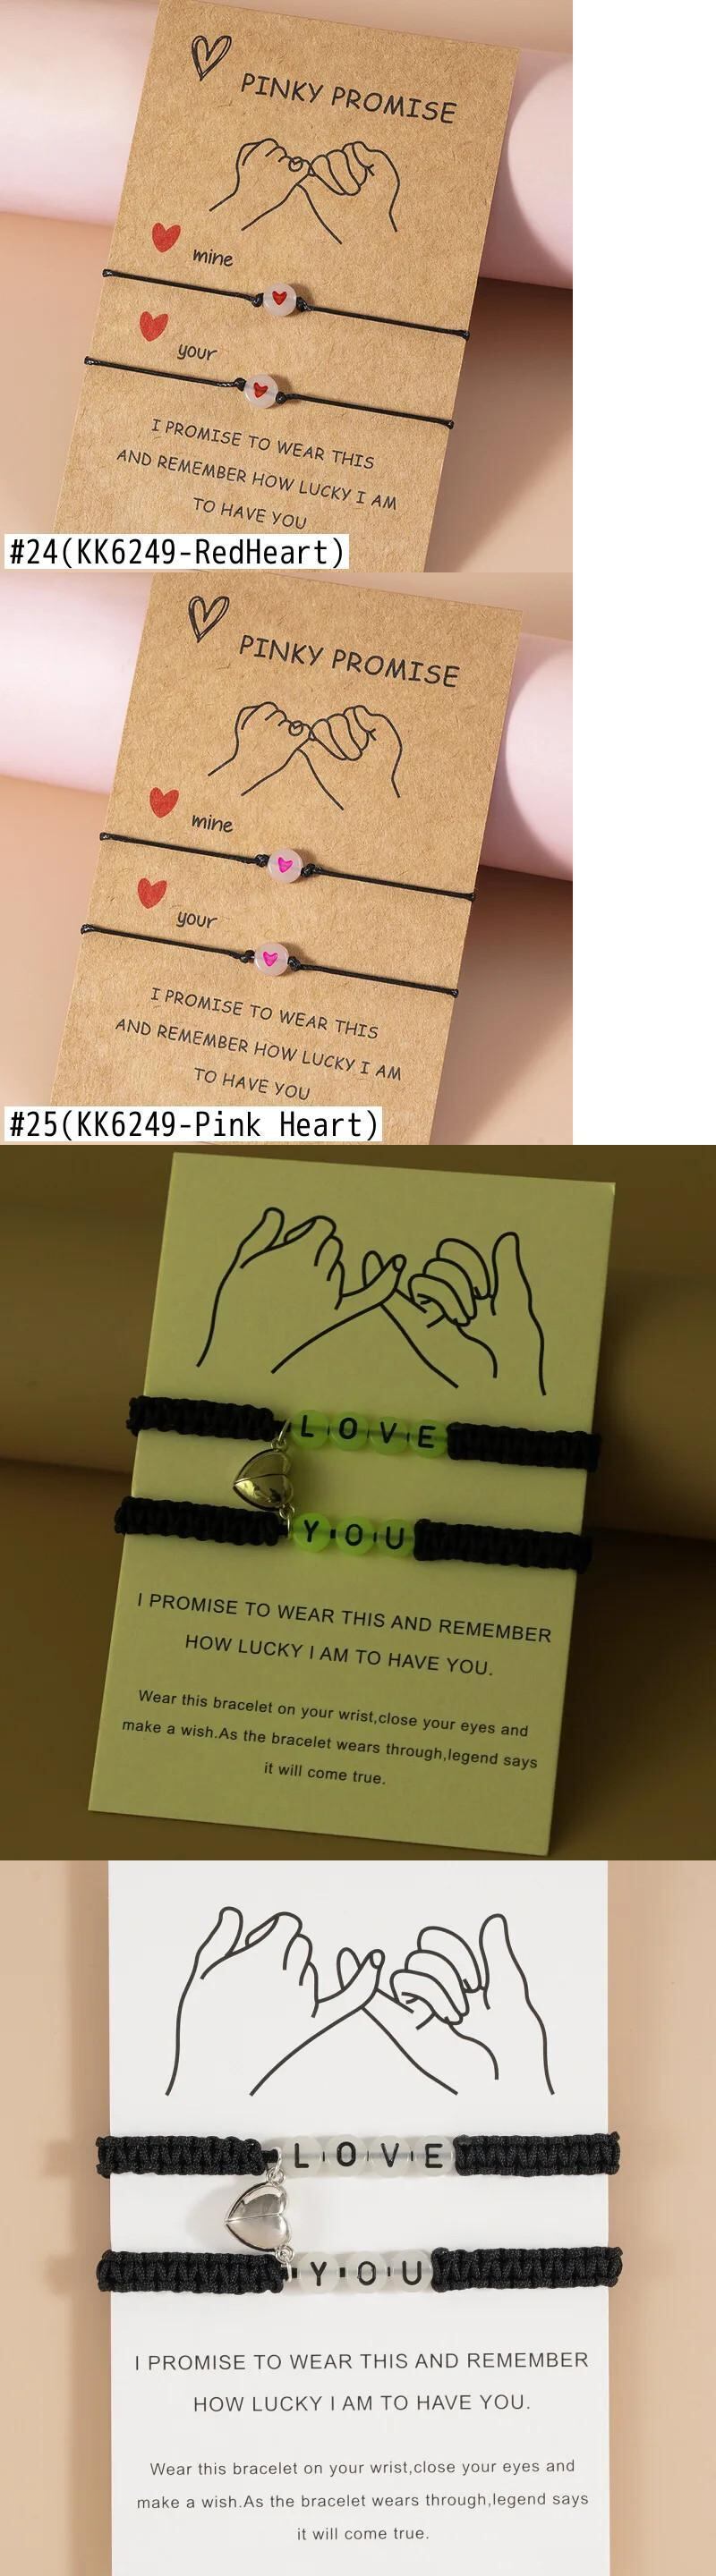 PINKY PROMISE
mine
your
I PROMISE TO WEAR THIS
AND REMEMBER HOW LUCKY I AM
TO HAVE YOU
#24(KK6249-RedHeart)
PINKY PROMISE
mine
your
I PROMISE TO WEAR THIS
AND REMEMBER HOW LUCKY I AM
TO HAVE YOU
#25(KK6249-Pink Heart)
LOVE
YOU
I PROMISE TO WEAR THIS AND REMEMBER
HOW LUCKY I AM TO HAVE YOU.
Wear this bracelet on your wrist,close your eyes and
make a wish.As the bracelet wears through,legend says
it will come true.
LOVE
YOU
I PROMISE TO WEAR THIS AND REMEMBER
HOW LUCKY I AM TO HAVE YOU.
Wear this bracelet on your wrist,close your eyes and
make a wish.As the bracelet wears through,legend says
it will come true.